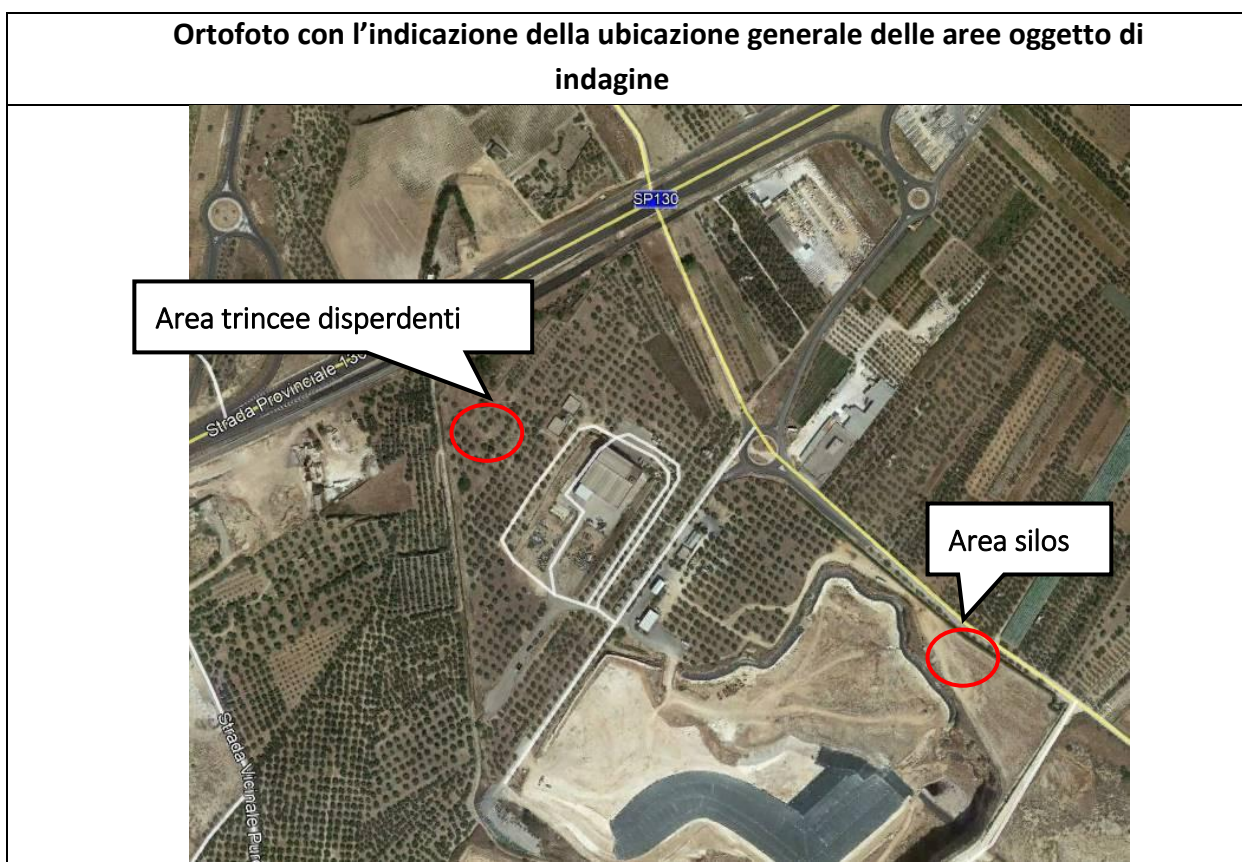 Ortofoto con l’indicazione della ubicazione generale delle aree oggetto di
indagine
SP130
Area trincee disperdenti
Strada Provinciale 130
Area silos
Strada Vicinale